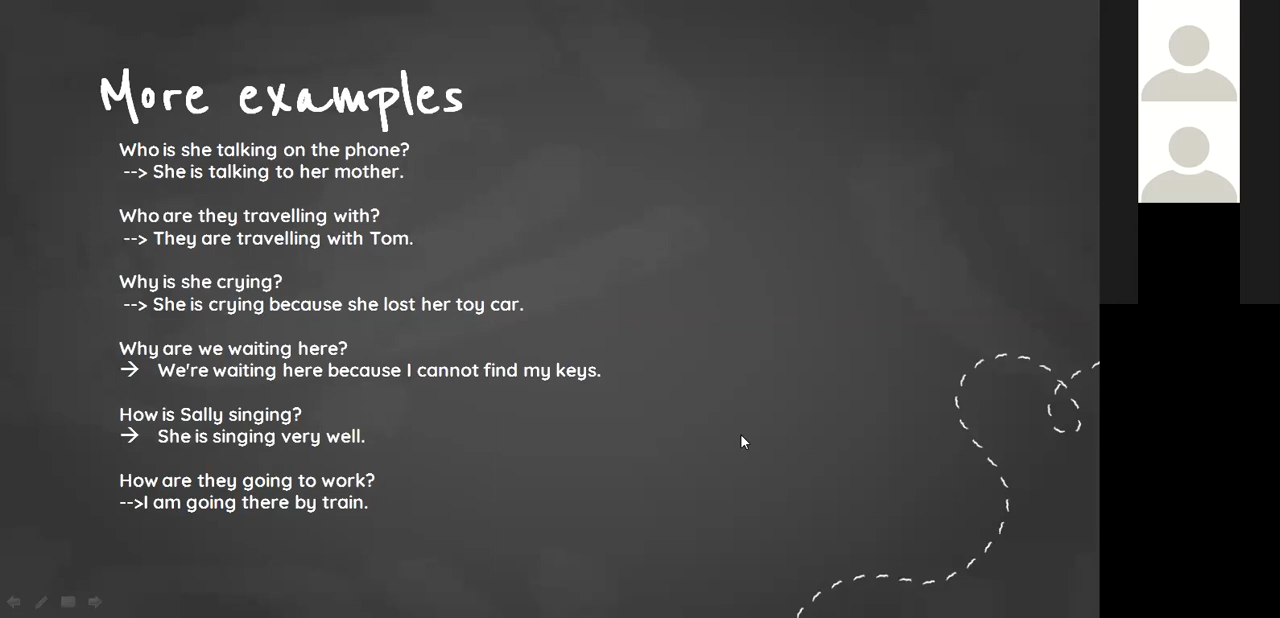 More examples
Who is she talking on the phone?
--> She is talking to her mother.
Who are they travelling with?
--> They are travelling with Tom.
Why is she crying?
--> She is crying because she lost her toy car.
Why are we waiting here?
→ We're waiting here because I cannot find my keys.
How is Sally singing?
→ She is singing very well.
How are they going to work?
-->I am going there by train.